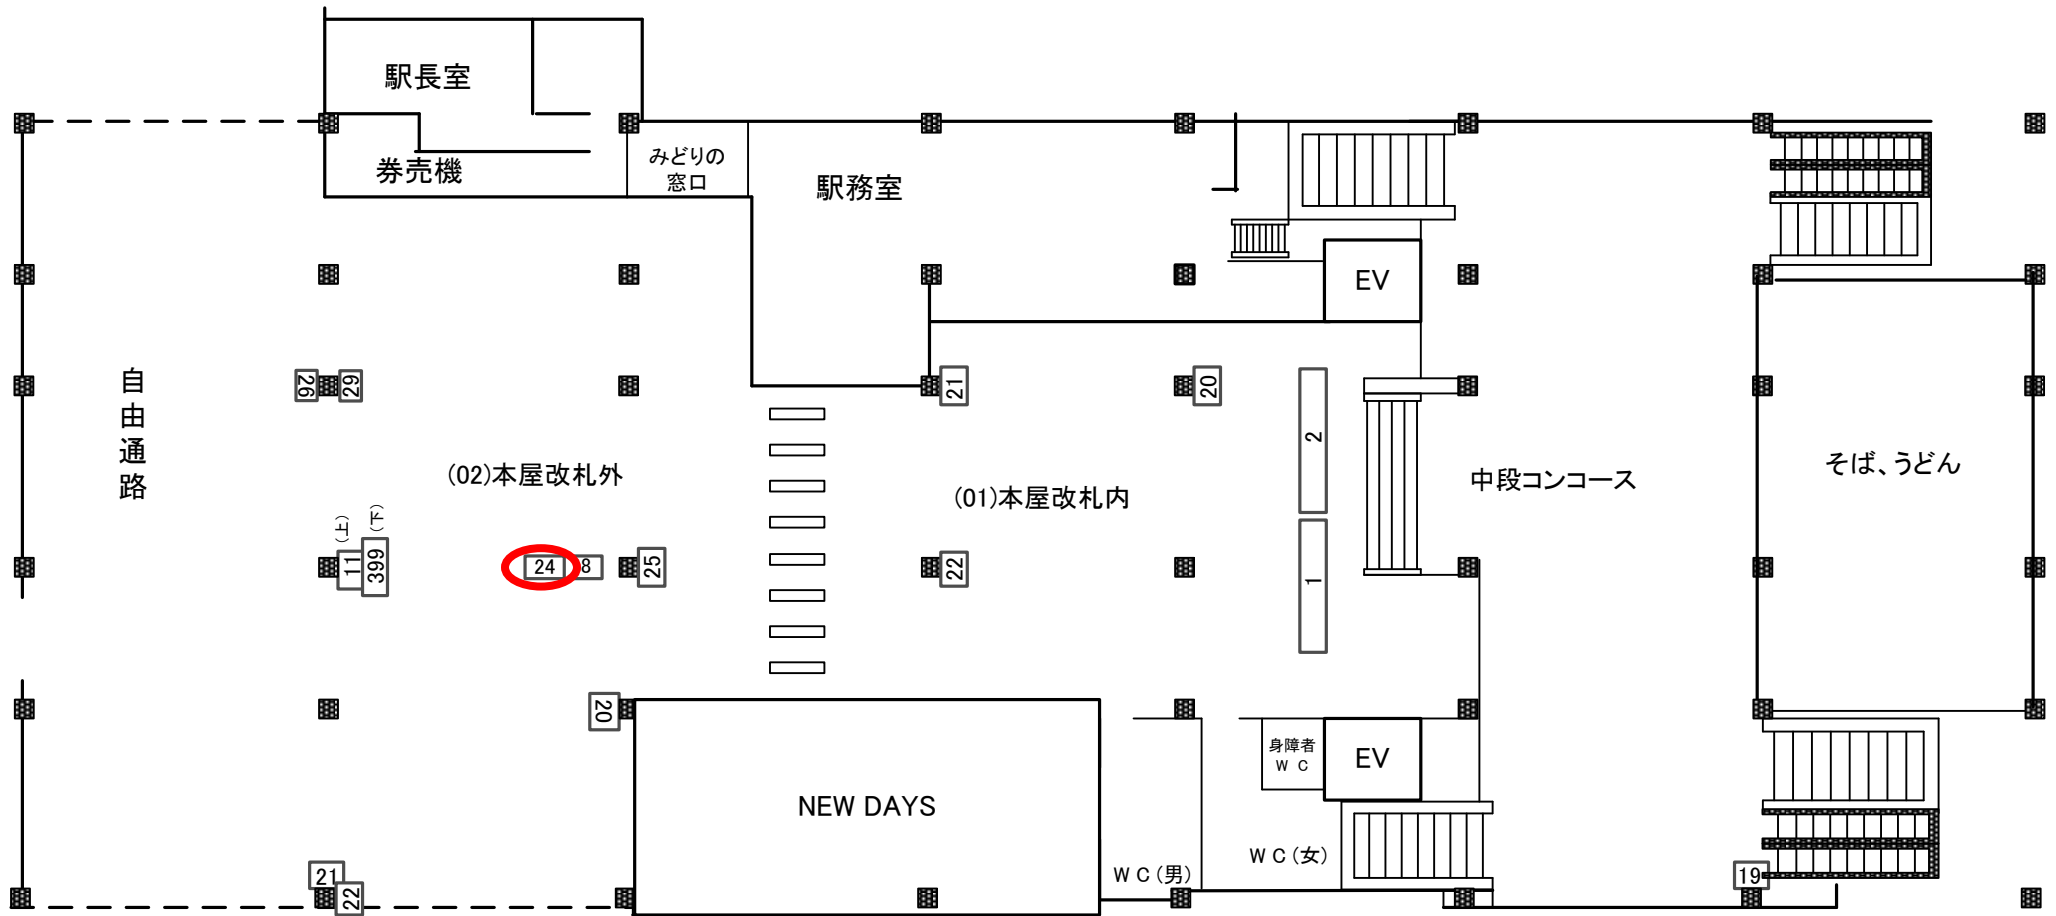 駅長室
券売機
みどりの
窓口
駅務室
EV
自由通路
26
29
21
20
2
(02)本屋改札外
(01)本屋改札内
中段コンコース
そば、うどん
(上)
(下)
11
399
24
8
25
22
1
20
NEW DAYS
身障者
W C
EV
W C (男)
W C (女)
21
22
19